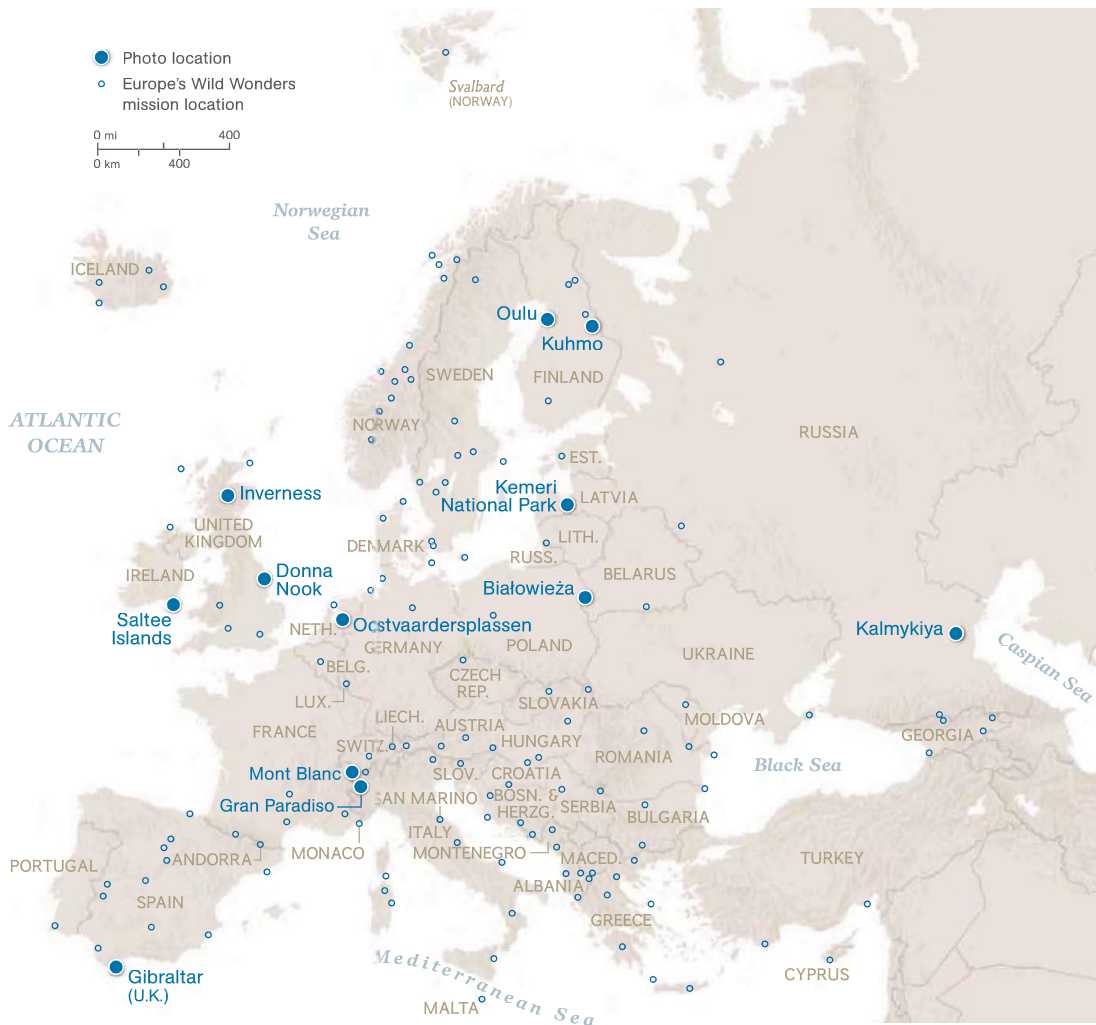 Photo location
Europe's Wild Wonders
mission location
0 mi 400
0 km 400
Svalbard
(NORWAY)
Norwegian
Sea
ICELAND
Oulu
Kuhmo
SWEDEN
FINLAND
ATLANTIC
OCEAN
NORWAY
RUSSIA
EST.
Inverness
Kemeri
National Park
LATVIA
UNITED
KINGDOM
LITH.
DENMARK
RUSS.
IRELAND
Donna
Nook
BELARUS
Białowieża
Saltee
Islands
NETH.
Oostvaardersplassen
Kalmykiya
Caspian Sea
GERMANY
POLAND
UKRAINE
BELG.
CZECH
REP.
LUX.
SLOVAKIA
LIECH.
MOLDOVA
FRANCE
AUSTRIA
SWITZ.
HUNGARY
ROMANIA
GEORGIA
Mont Blanc
SLOV.
CROATIA
Black Sea
Gran Paradiso
SAN MARINO
BOSN. &
HERZG.
SERBIA
BULGARIA
ITALY
MONACO
MONTENEGRO
MACED.
ANDORRA
PORTUGAL
TURKEY
ALBANIA
SPAIN
GREECE
Gibraltar
(U.K.)
Mediterranean Sea
CYPRUS
MALTA